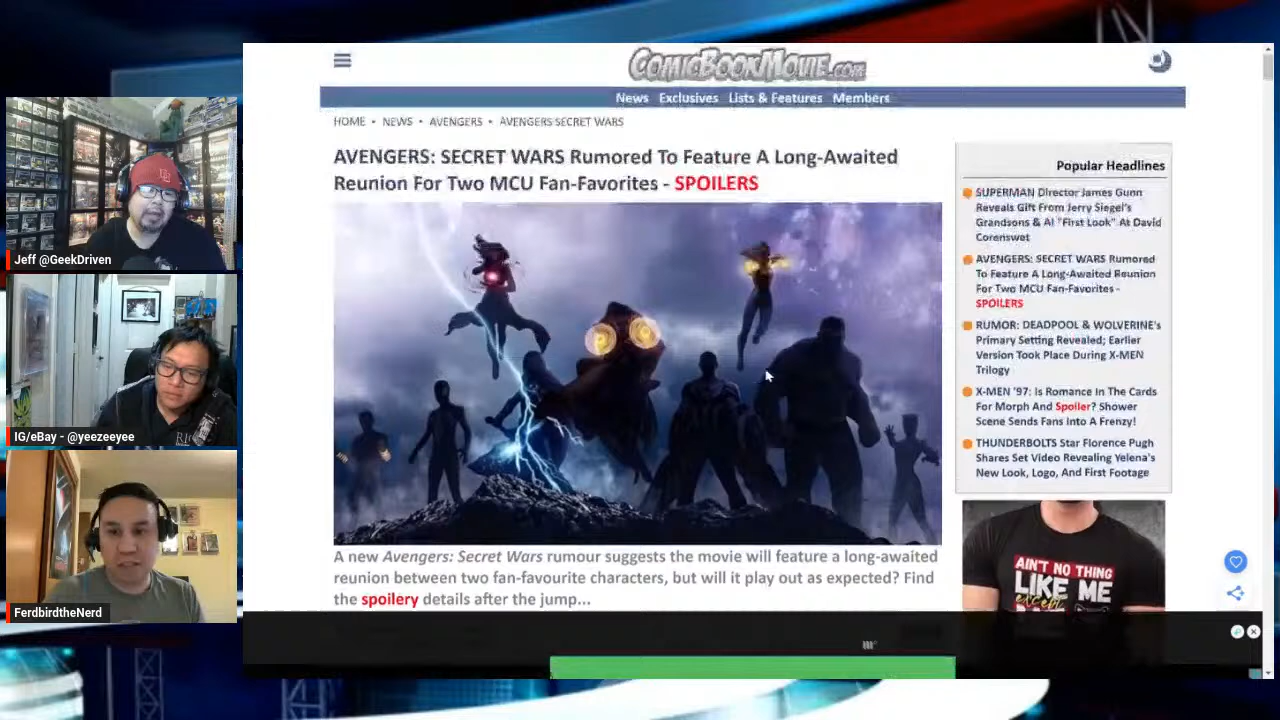 COMICBOOKMOVIE.COM
News Exclusives Lists & Features Members
HOME • NEWS • AVENGERS • AVENGERS SECRET WARS
AVENGERS: SECRET WARS Rumored To Feature A Long-Awaited
Reunion For Two MCU Fan-Favorites - SPOILERS
A new Avengers: Secret Wars rumour suggests the movie will feature a long-awaited
reunion between two fan-favourite characters, but will it play out as expected? Find
the spoilery details after the jump...
Popular Headlines
SUPERMAN Director James Gunn
Reveals Gift From Jerry Siegel's
Grandsons & AI "First Look" At David
Corenswet
AVENGERS: SECRET WARS Rumored
To Feature A Long-Awaited Reunion
For Two MCU Fan-Favorites -
SPOILERS
RUMOR: DEADPOOL & WOLVERINE's
Primary Setting Revealed; Earlier
Version Took Place During X-MEN
Trilogy
X-MEN '97: Is Romance In The Cards
For Morph And Spoiler? Shower
Scene Sends Fans Into A Frenzy!
THUNDERBOLTS Star Florence Pugh
Shares Set Video Revealing Yelena's
New Look, Logo, And First Footage
AIN'T NO THING
LIKE ME
except
Jeff @GeekDriven
IG/eBay - @yeezeeyee
FerdbirdtheNerd